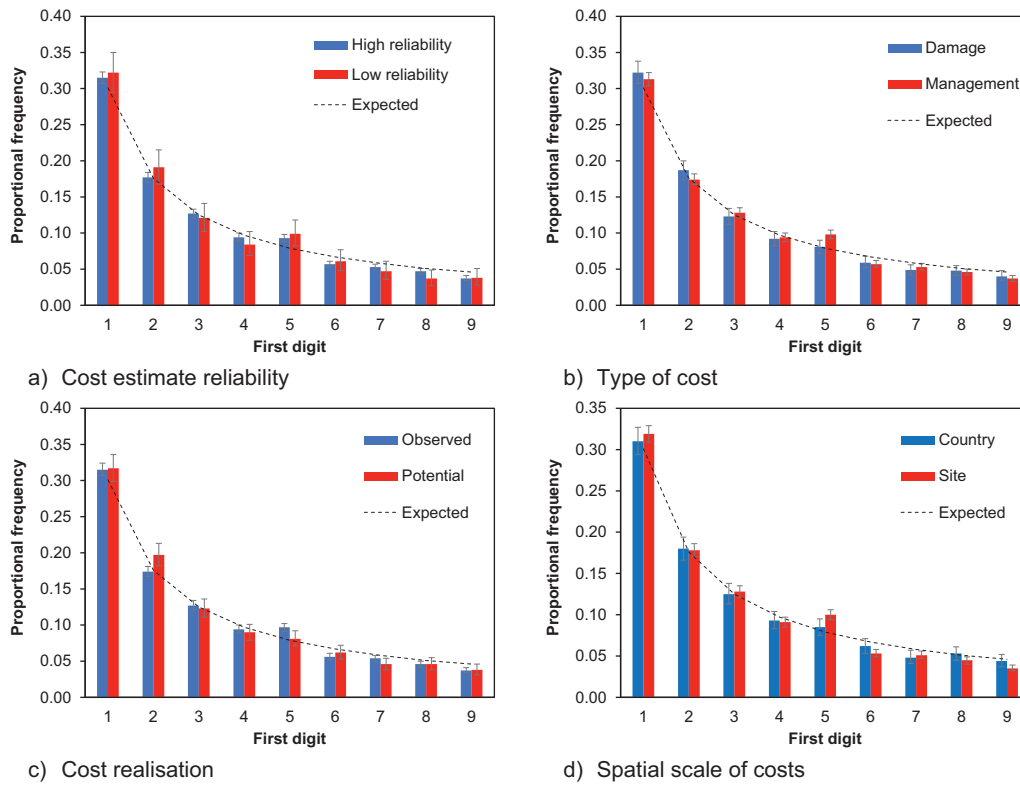 0.40
0.35
0.30
0.25
0.20
0.15
0.10
0.05
0.00
Proportional frequency
High reliability
Low reliability
Expected
1 2 3 4 5 6 7 8 9
First digit
a) Cost estimate reliability
0.40
0.35
0.30
0.25
0.20
0.15
0.10
0.05
0.00
Proportional frequency
Damage
Management
Expected
1 2 3 4 5 6 7 8 9
First digit
b) Type of cost
0.40
0.35
0.30
0.25
0.20
0.15
0.10
0.05
0.00
Proportional frequency
Observed
Potential
Expected
1 2 3 4 5 6 7 8 9
First digit
c) Cost realisation
0.35
0.30
0.25
0.20
0.15
0.10
0.05
0.00
Proportional frequency
Country
Site
Expected
1 2 3 4 5 6 7 8 9
First digit
d) Spatial scale of costs